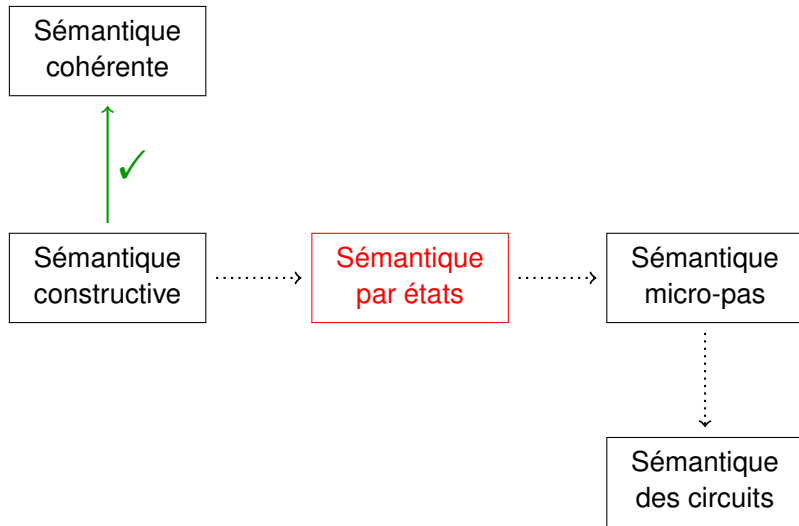 Sémantique
cohérente
✓
Sémantique
constructive
Sémantique
par états
Sémantique
micro-pas
Sémantique
des circuits